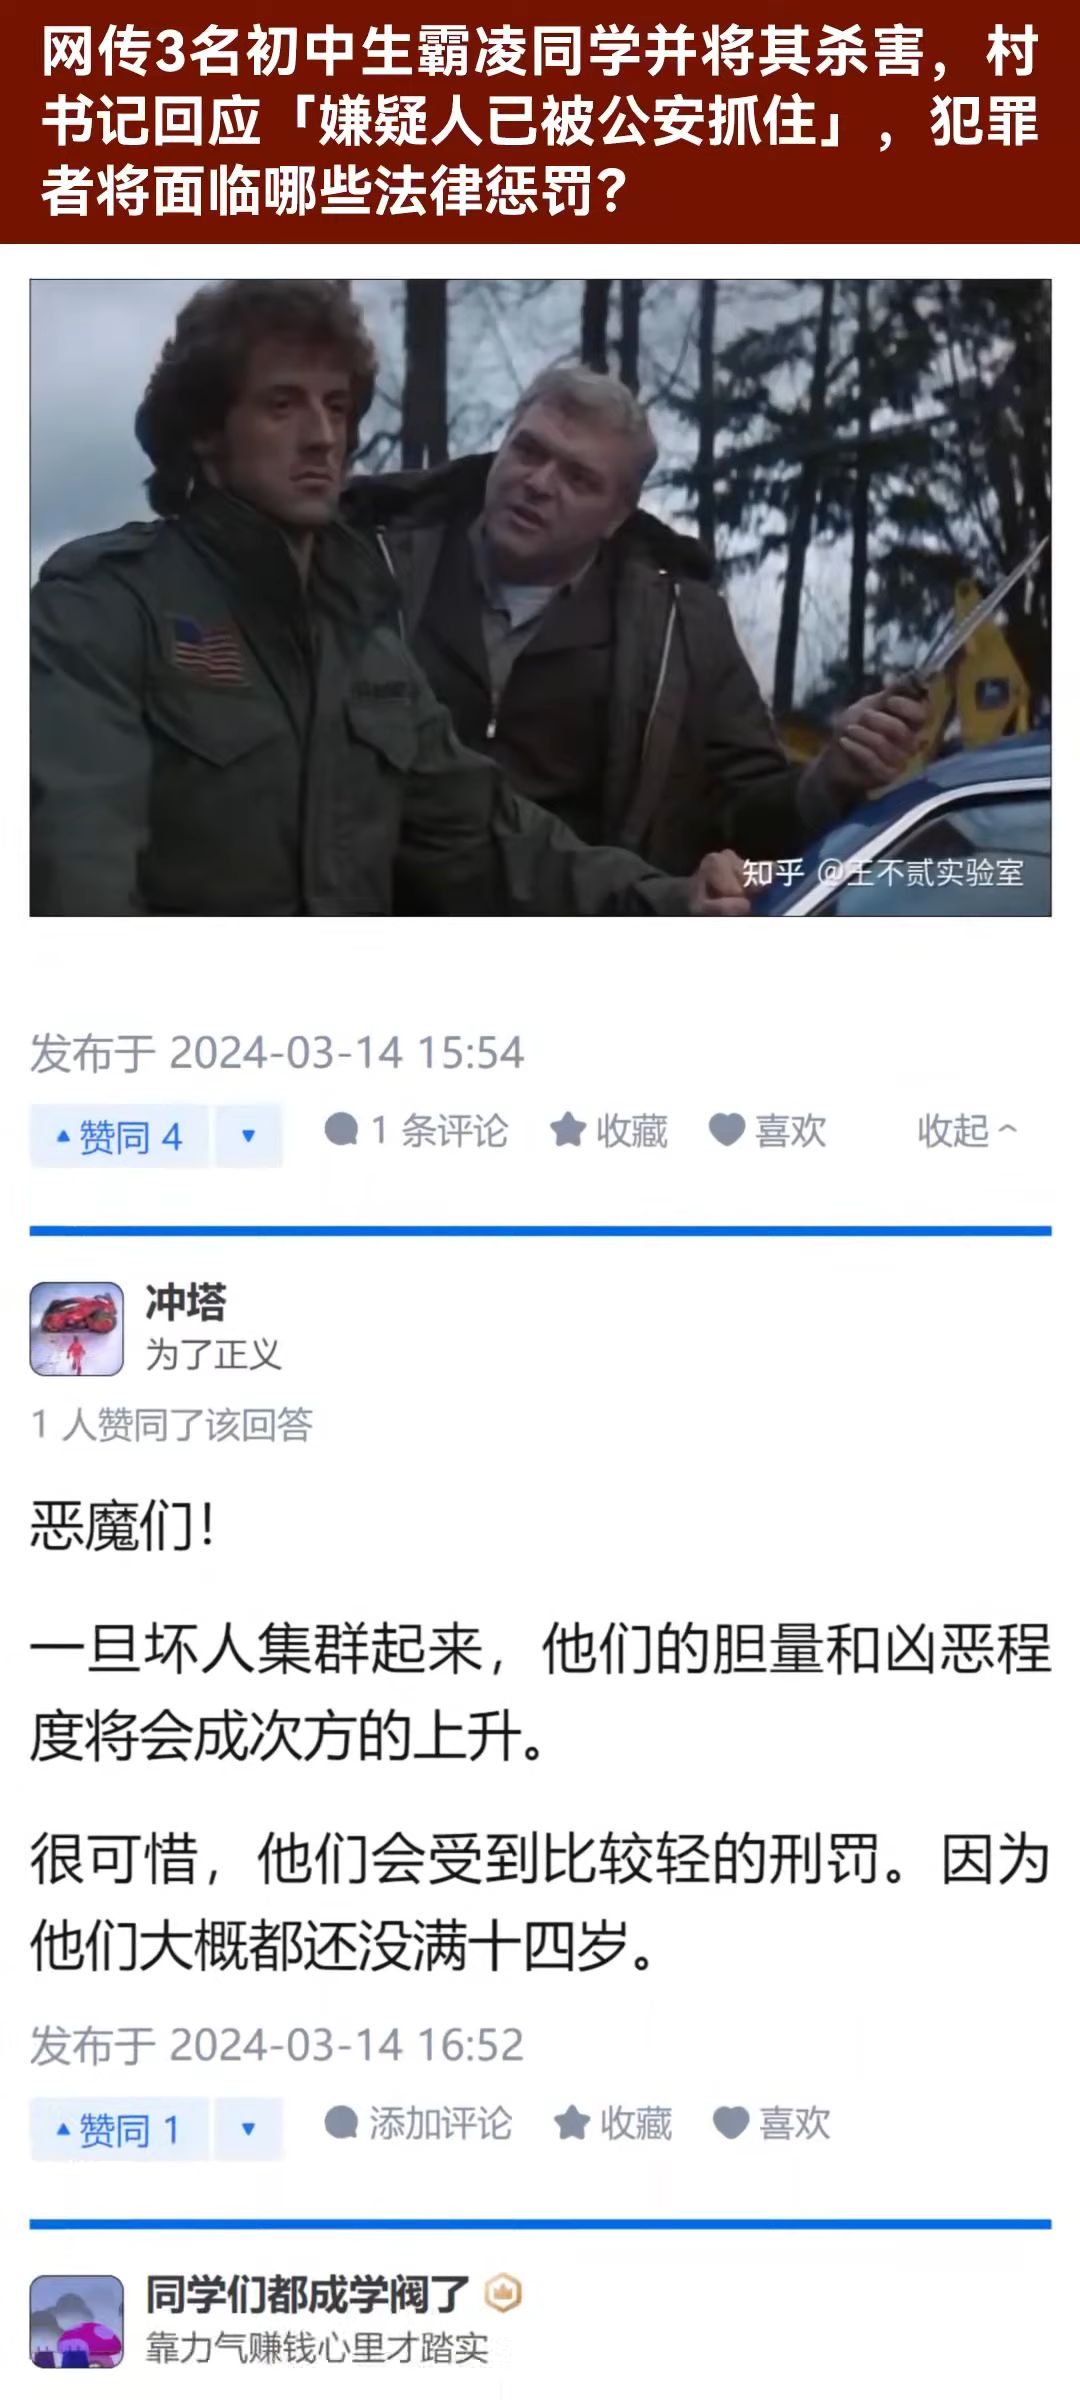 网传3名初中生霸凌同学并将其杀害，村
书记回应「嫌疑人已被公安抓住」，犯罪
者将面临哪些法律惩罚？
知乎 @王不贰实验室
发布于 2024-03-14 15:54
赞同 4
1 条评论
收藏
喜欢
收起
冲塔
为了正义
1 人赞同了该回答
恶魔们！
一旦坏人集群起来，他们的胆量和凶恶程
度将会成次方的上升。
很可惜，他们会受到比较轻的刑罚。因为
他们大概都还没满十四岁。
发布于 2024-03-14 16:52
赞同 1
添加评论
收藏
喜欢
同学们都成学阀了
靠力气赚钱心里才踏实